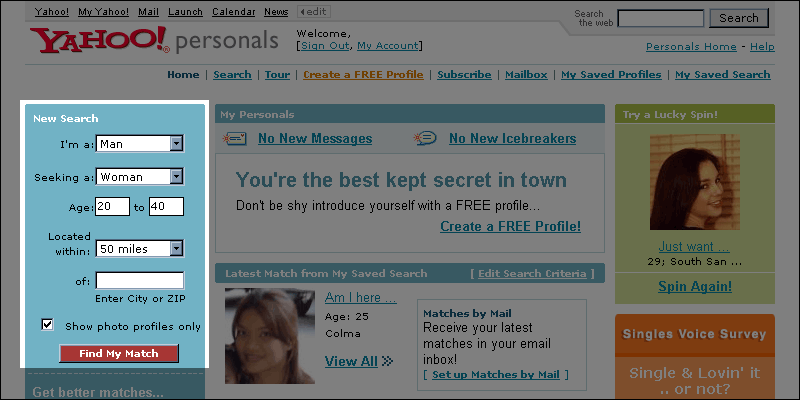 Yahoo! My Yahoo! Mail Launch Calendar News edit
Search the web Search
YAHOO! personals
Welcome,
[Sign Out, My Account]
Personals Home - Help
Home | Search | Tour | Create a FREE Profile | Subscribe | Mailbox | My Saved Profiles | My Saved Search
New Search
I'm a: Man
Seeking a: Woman
Age: 20 to 40
Located
within: 50 miles
of:
Enter City or ZIP
Show photo profiles only
Find My Match
Get better matches...
My Personals
No New Messages No New Icebreakers
You're the best kept secret in town
Don't be shy introduce yourself with a FREE profile...
Create a FREE Profile!
Latest Match from My Saved Search [ Edit Search Criteria ]
Am I here ...
Age: 25
Colma
View All
Matches by Mail
Receive your latest
matches in your email
inbox!
[ Set up Matches by Mail ]
Try a Lucky Spin!
Just want ...
29; South San ...
Spin Again!
Singles Voice Survey
Single & Lovin' it
.. or not?